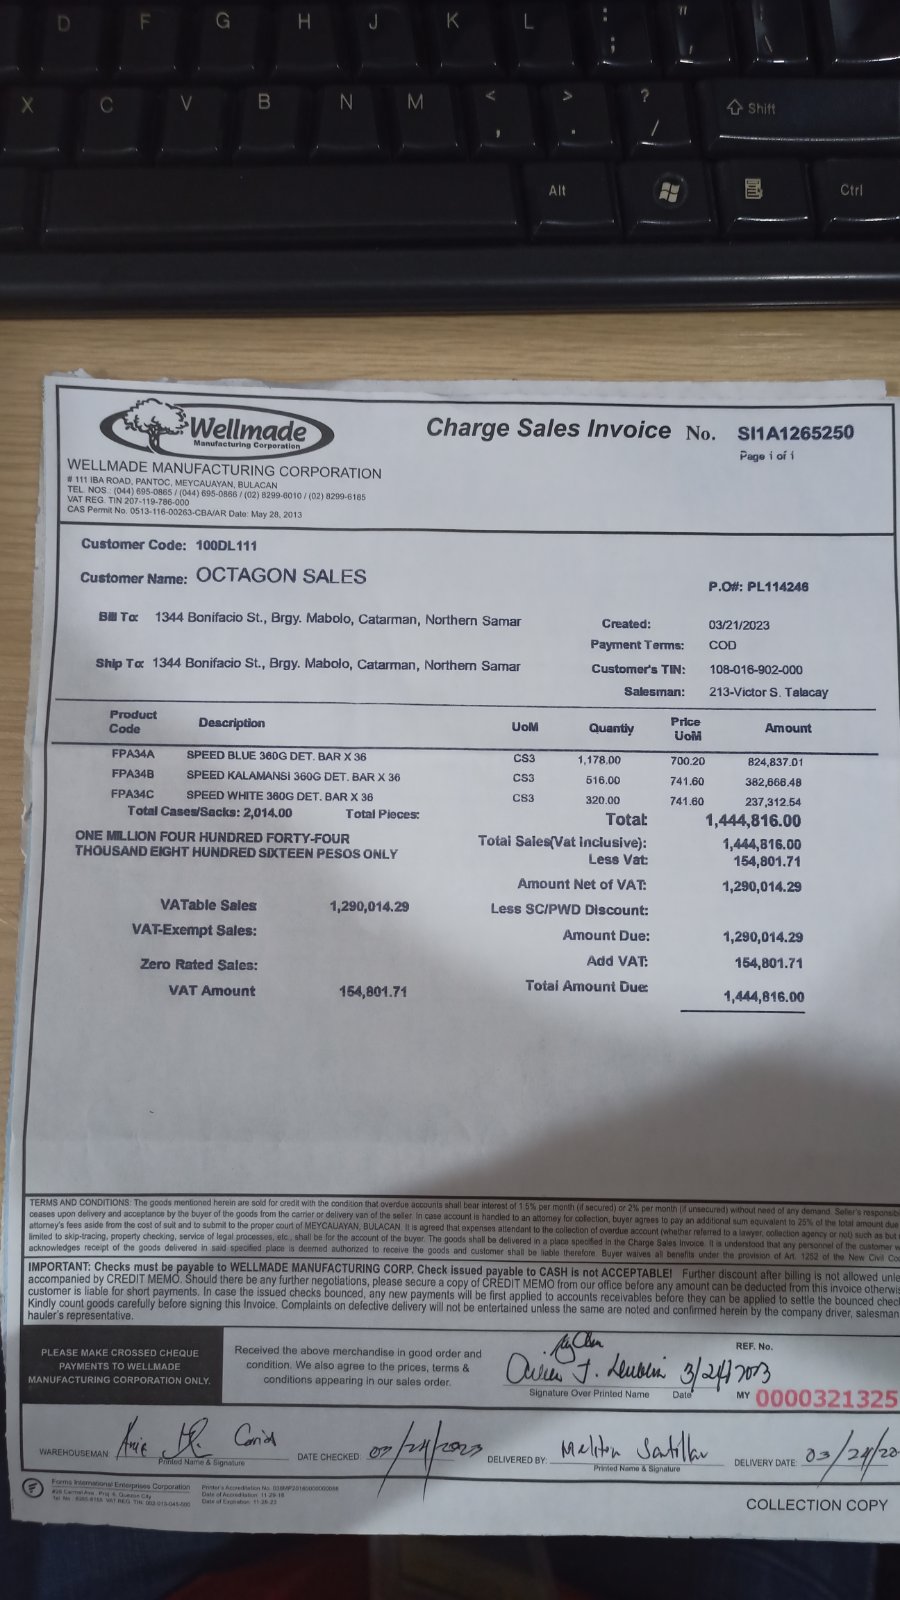 D F G H J K L : ; " ' | \
X C V B N M < , > . ? / Shift
Alt Ctrl
Wellmade
Manufacturing Corporation
Charge Sales Invoice No. SI1A1265250
Page 1 of 1
WELLMADE MANUFACTURING CORPORATION
# 111 IBA ROAD, PANTOC, MEYCAUAYAN, BULACAN
TEL. NOS.: (044) 695-0865 / (044) 695-0866 / (02) 8299-6010 / (02) 8299-6185
VAT REG. TIN 207-119-786-000
CAS Permit No. 0513-116-00263-CBA/AR Date: May 28, 2013
Customer Code: 100DL111
Customer Name: OCTAGON SALES
P.O#: PL114246
Bill To: 1344 Bonifacio St., Brgy. Mabolo, Catarman, Northern Samar
Created: 03/21/2023
Payment Terms: COD
Ship To: 1344 Bonifacio St., Brgy. Mabolo, Catarman, Northern Samar
Customer's TIN: 108-016-902-000
Salesman: 213-Victor S. Talacay
Product Code Description UoM Quantiy Price UoM Amount
FPA34A SPEED BLUE 360G DET. BAR X 36 CS3 1,178.00 700.20 824,837.01
FPA34B SPEED KALAMANSI 360G DET. BAR X 36 CS3 516.00 741.60 382,666.48
FPA34C SPEED WHITE 360G DET. BAR X 36 CS3 320.00 741.60 237,312.54
Total Cases/Sacks: 2,014.00 Total Pieces: Total: 1,444,816.00
ONE MILLION FOUR HUNDRED FORTY-FOUR
THOUSAND EIGHT HUNDRED SIXTEEN PESOS ONLY
Total Sales(Vat inclusive): 1,444,816.00
Less Vat: 154,801.71
Amount Net of VAT: 1,290,014.29
VATable Sales 1,290,014.29
Less SC/PWD Discount:
VAT-Exempt Sales:
Amount Due: 1,290,014.29
Zero Rated Sales:
Add VAT: 154,801.71
VAT Amount 154,801.71
Total Amount Due: 1,444,816.00
TERMS AND CONDITIONS: The goods mentioned herein are sold for credit with the condition that overdue accounts shall bear interest of 1.5% per month (if secured) or 2% per month (if unsecured) without need of any demand. Seller's
ceases upon delivery and acceptance by the buyer of the goods from the carrier or delivery van of the seller. In case account is handled to an attorney for collection, buyer agrees to pay an additional sum equivalent to 25% of the total amount due
attorney's fees aside from the cost of suit and to submit to the proper court of MEYCAUAYAN, BULACAN. It is agreed that expenses attendant to the collection of overdue account (whether referred to a lawyer, collection agency or not) such as but
limited to skip-tracing, property checking, service of legal processes, etc., shall be for the account of the buyer. The goods shall be delivered in a place specified in the Charge Sales Invoice. It is understood that any personnel of the customer
acknowledges receipt of the goods delivered in said specified place is deemed authorized to receive the goods and customer shall be liable therefore. Buyer waives all benefits under the provision of Art. 1252 of the New Civil
IMPORTANT: Checks must be payable to WELLMADE MANUFACTURING CORP. Check issued payable to CASH is not ACCEPTABLE! Further discount after billing is not allowed
accompanied by CREDIT MEMO. Should there be any further negotiations, please secure a copy of CREDIT MEMO from our office before any amount can be deducted from this invoice
customer is liable for short payments. In case the issued checks bounced, any new payments will be first applied to accounts receivables before they can be applied to settle the bounced
Kindly count goods carefully before signing this Invoice. Complaints on defective delivery will not be entertained unless the same are noted and confirmed herein by the company driver, salesman
hauler's representative.
PLEASE MAKE CROSSED CHEQUE
PAYMENTS TO WELLMADE
MANUFACTURING CORPORATION ONLY.
Received the above merchandise in good order and
condition. We also agree to the prices, terms &
conditions appearing in our sales order.
3/24/2023
Signature Over Printed Name Date
REF. No.
MY 0000321325
WAREHOUSEMAN:
Printed Name & Signature
DATE CHECKED: 03/24/2023
DELIVERED BY:
Printed Name & Signature
DELIVERY DATE: 03/24/20
Forms International Enterprises Corporation
COLLECTION COPY